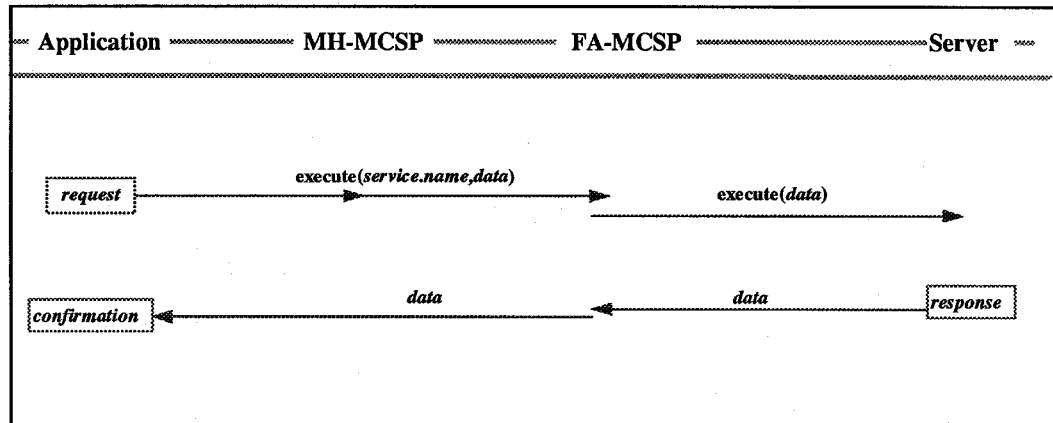 Application MH-MCSP FA-MCSP Server
execute(service.name,data)
request
execute(data)
data data response
confirmation